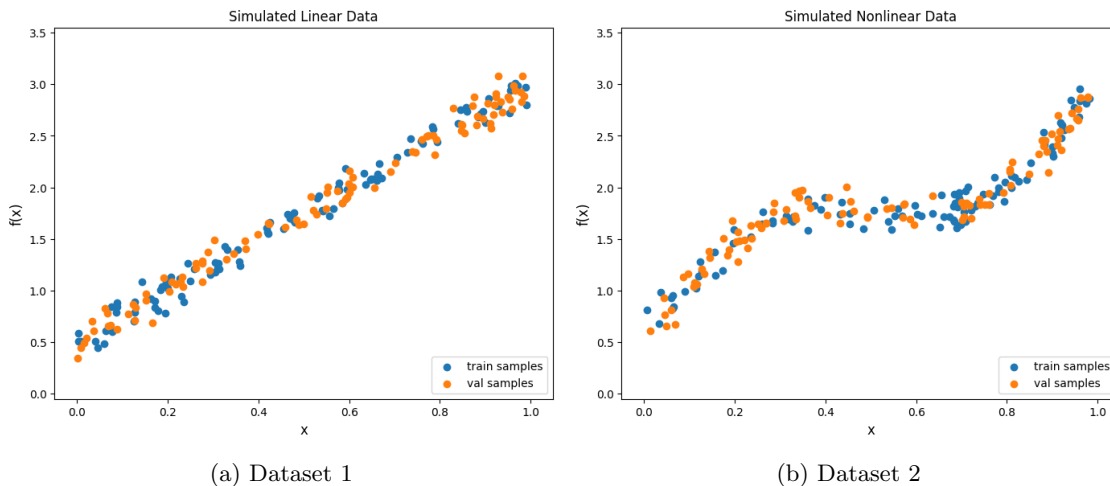 Simulated Linear Data
3.5
3.0
2.5
2.0
1.5
1.0
0.5
0.0
f(x)
train samples
val samples
0.0 0.2 0.4 0.6 0.8 1.0
x
(a) Dataset 1
Simulated Nonlinear Data
3.5
3.0
2.5
2.0
1.5
1.0
0.5
0.0
f(x)
train samples
val samples
0.0 0.2 0.4 0.6 0.8 1.0
x
(b) Dataset 2